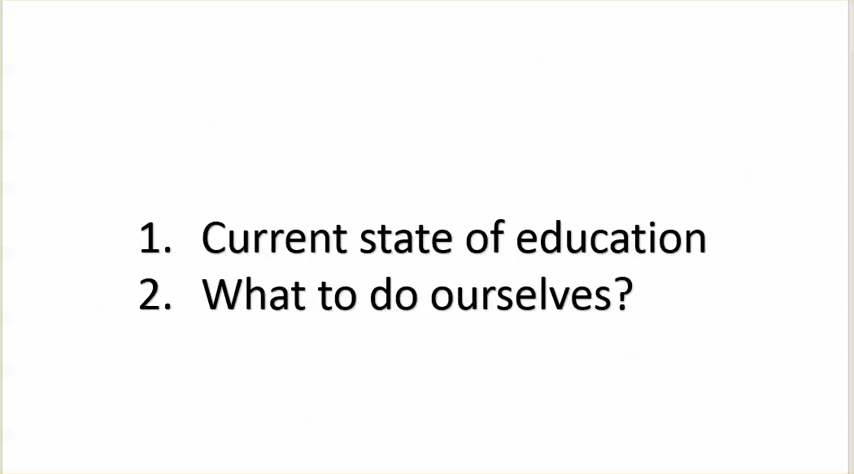 1. Current state of education
2. What to do ourselves?